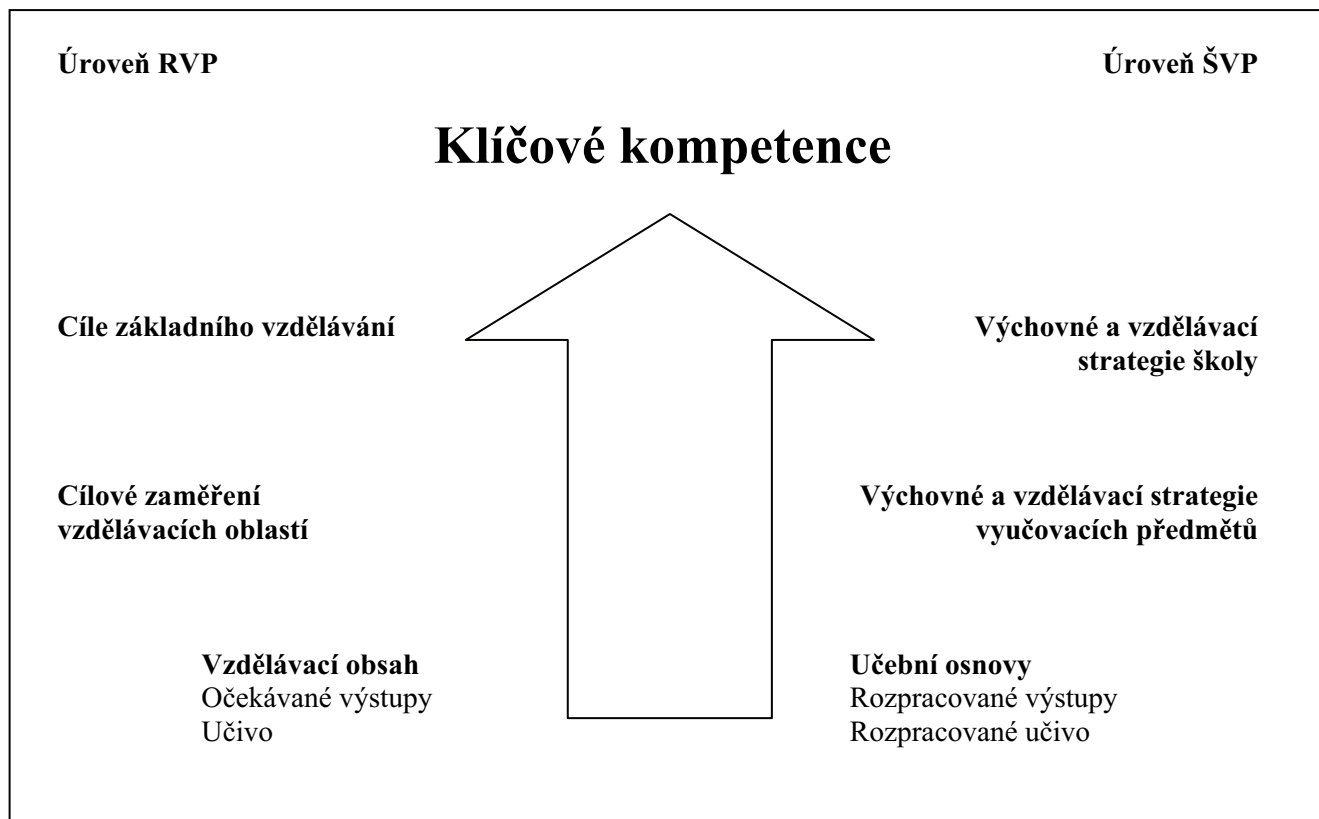 Úroveň RVP
Úroveň ŠVP
Klíčové kompetence
Cíle základního vzdělávání
Výchovné a vzdělávací
strategie školy
Cílové zaměření
vzdělávacích oblastí
Výchovné a vzdělávací strategie
vyučovacích předmětů
Vzdělávací obsah
Očekávané výstupy
Učivo
Učební osnovy
Rozpracované výstupy
Rozpracované učivo